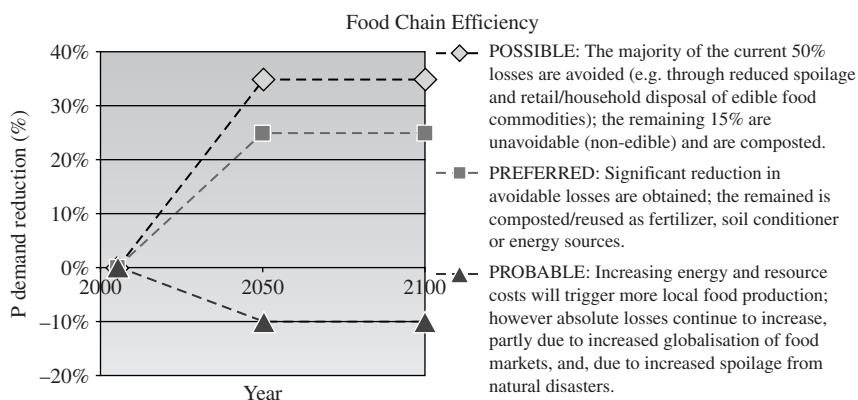 Food Chain Efficiency
40%
30%
20%
10%
0%
–10%
–20%
P demand reduction (%)
2000
2050
2100
Year
POSSIBLE: The majority of the current 50%
losses are avoided (e.g. through reduced spoilage
and retail/household disposal of edible food
commodities); the remaining 15% are
unavoidable (non-edible) and are composted.
PREFERRED: Significant reduction in
avoidable losses are obtained; the remained is
composted/reused as fertilizer, soil conditioner
or energy sources.
PROBABLE: Increasing energy and resource
costs will trigger more local food production;
however absolute losses continue to increase,
partly due to increased globalisation of food
markets, and, due to increased spoilage from
natural disasters.